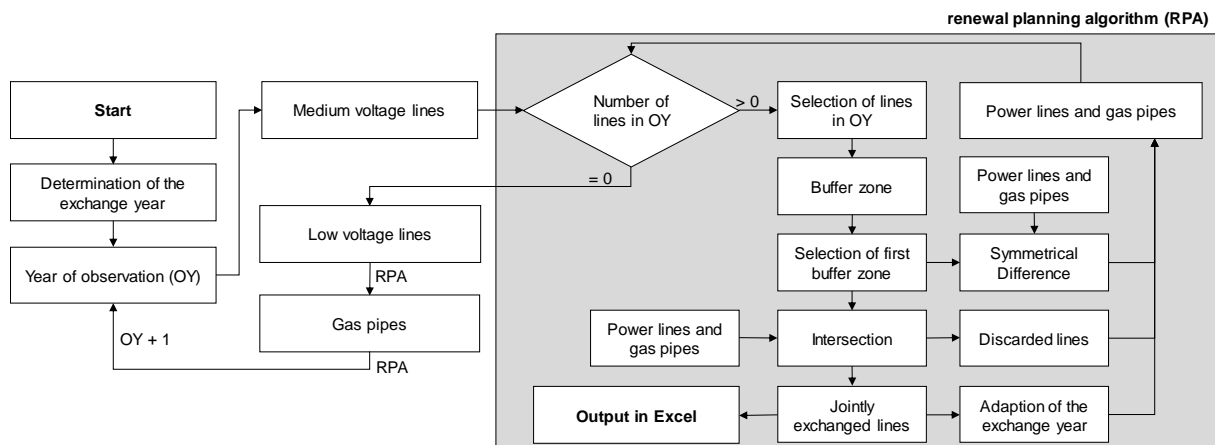 renewal planning algorithm (RPA)
Start
Determination of the
exchange year
Year of observation (OY)
OY + 1
Medium voltage lines
Low voltage lines
RPA
Gas pipes
RPA
Number of
lines in OY
> 0
= 0
Selection of lines
in OY
Buffer zone
Selection of first
buffer zone
Power lines and
gas pipes
Intersection
Jointly
exchanged lines
Output in Excel
Power lines and gas pipes
Power lines and
gas pipes
Symmetrical
Difference
Discarded lines
Adaption of the
exchange year